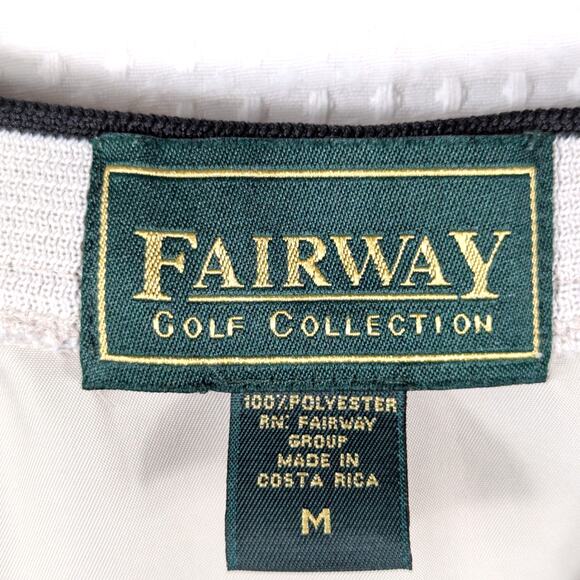 FAIRWAY
GOLF COLLECTION
100% POLYESTER
RN: FAIRWAY
GROUP
MADE IN
COSTA RICA
M